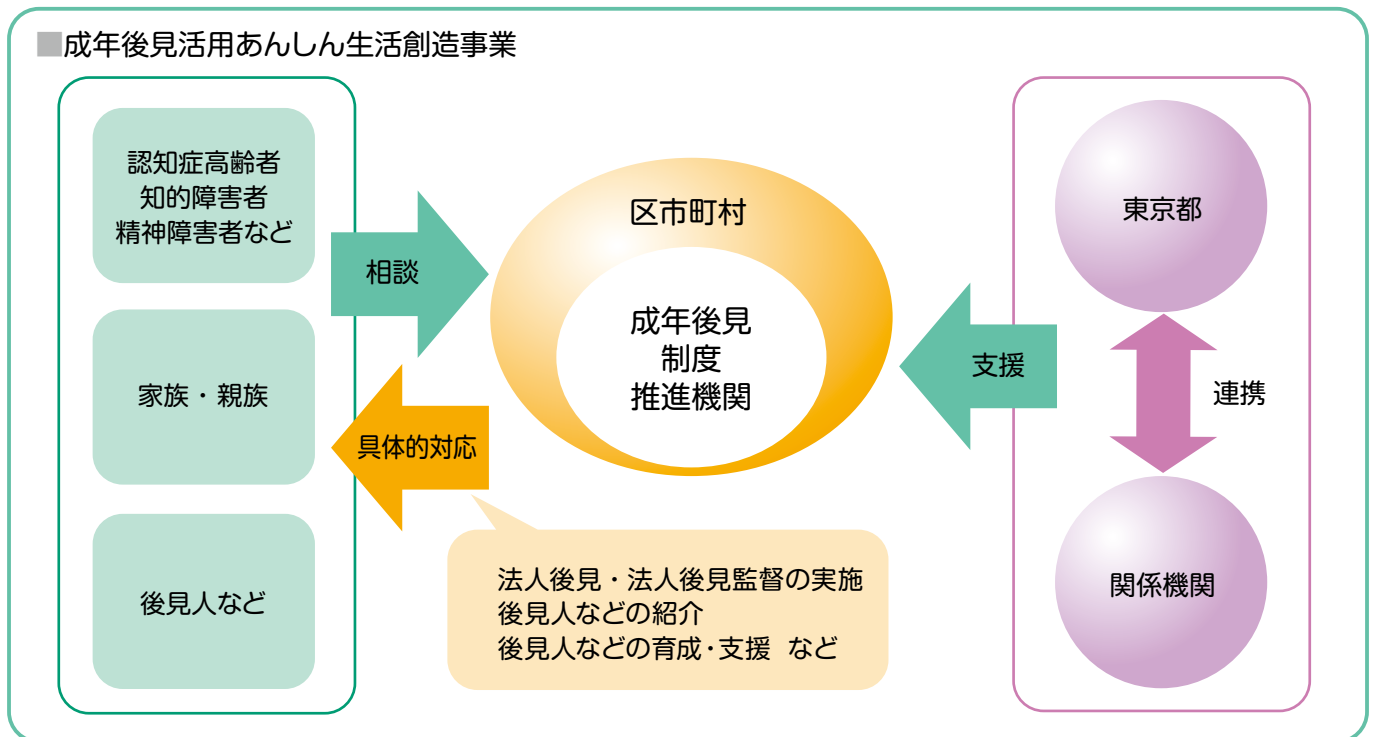 ■成年後見活用あんしん生活創造事業
認知症高齢者
知的障害者
精神障害者など
家族・親族
後見人など
相談
具体的対応
区市町村
成年後見
制度
推進機関
法人後見・法人後見監督の実施
後見人などの紹介
後見人などの育成・支援 など
支援
東京都
連携
関係機関